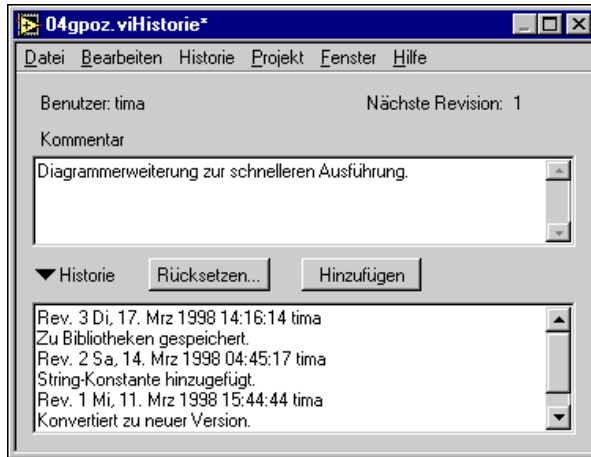 04gpoz.viHistorie*
Datei Bearbeiten Historie Projekt Fenster Hilfe
Benutzer: tima Nächste Revision: 1
Kommentar
Diagrammerweiterung zur schnelleren Ausführung.
Historie Rücksetzen... Hinzufügen
Rev. 3 Di, 17. Mrz 1998 14:16:14 tima
Zu Bibliotheken gespeichert.
Rev. 2 Sa, 14. Mrz 1998 04:45:17 tima
String-Konstante hinzugefügt.
Rev. 1 Mi, 11. Mrz 1998 15:44:44 tima
Konvertiert zu neuer Version.